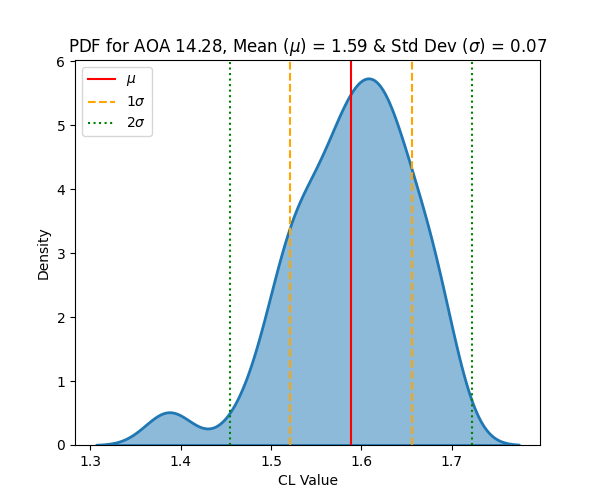 PDF for AOA 14.28, Mean (μ) = 1.59 & Std Dev (σ) = 0.07
μ
1σ
2σ
6
5
4
3
2
1
0
Density
1.3 1.4 1.5 1.6 1.7
CL Value